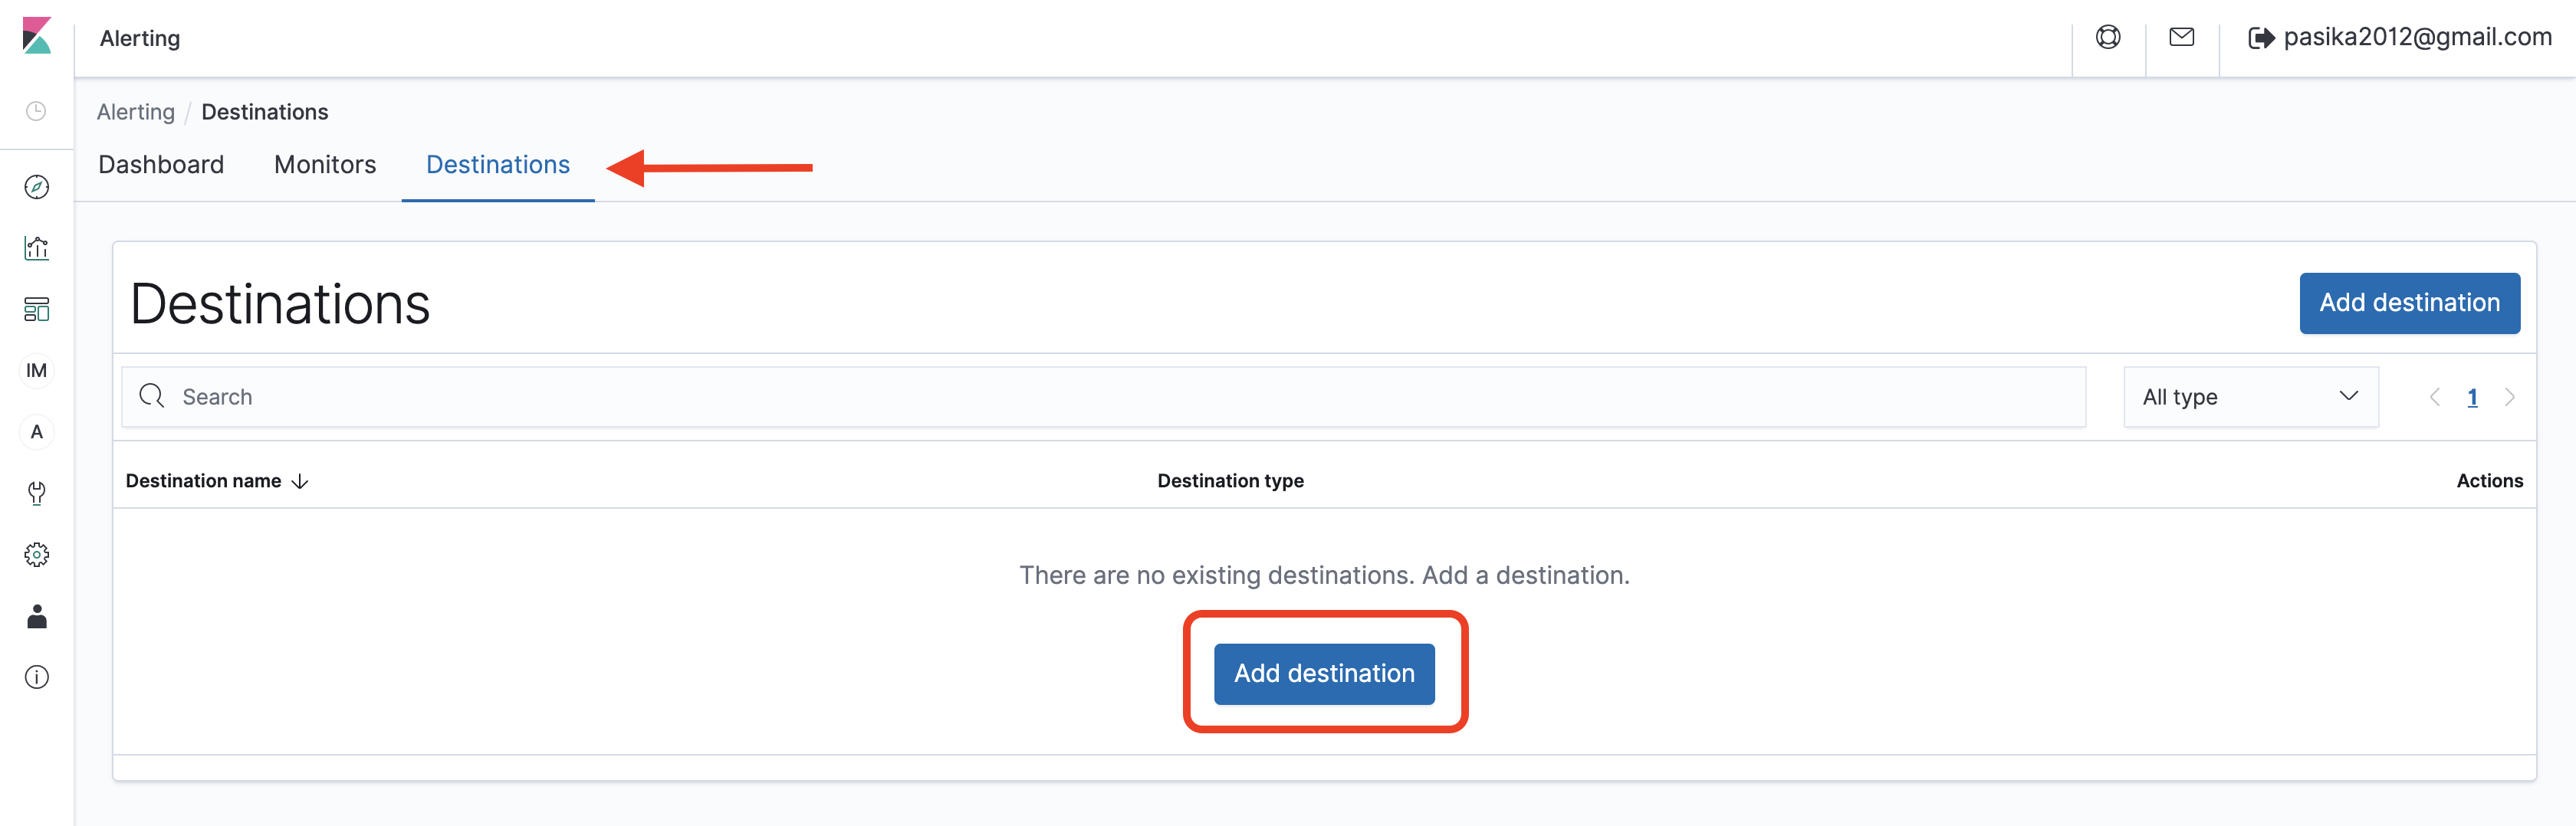 Alerting
pasika2012@gmail.com
Alerting / Destinations
Dashboard Monitors Destinations
Destinations
Add destination
Search
All type
1
Destination name
Destination type
Actions
IM
A
There are no existing destinations. Add a destination.
Add destination